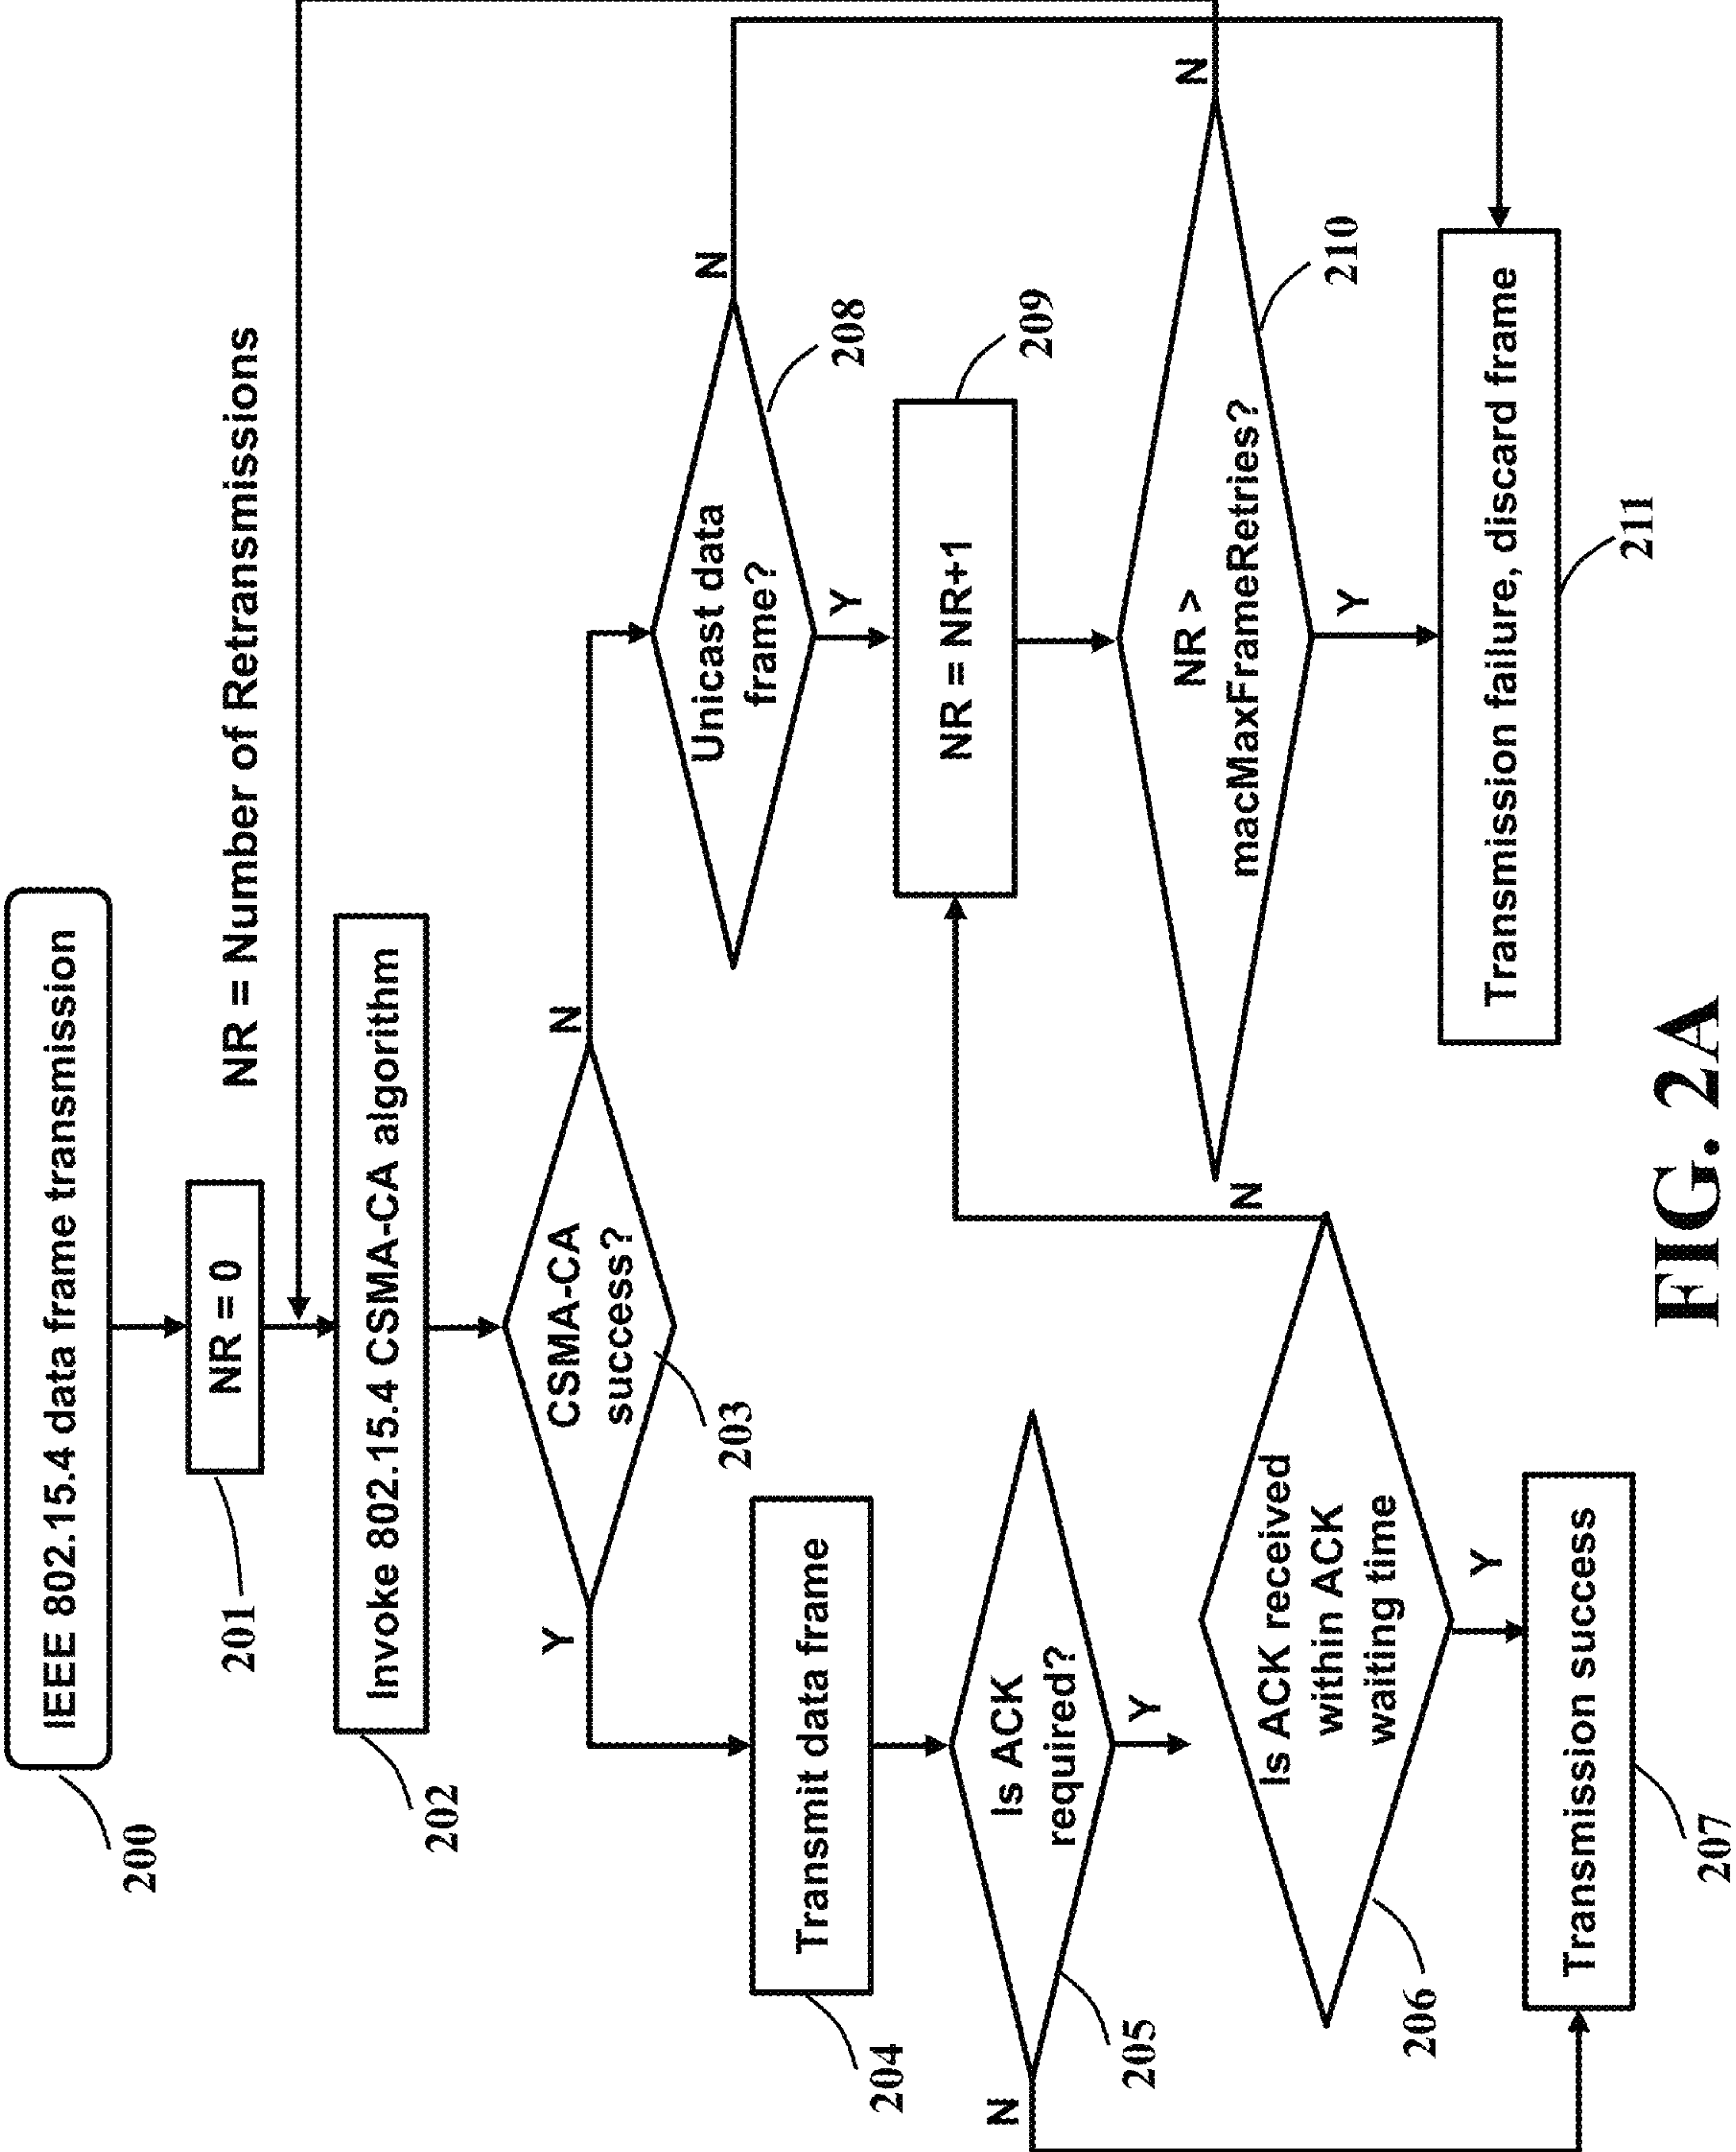 IEEE 802.15.4 data frame transmission
200
NR = 0
201
NR = Number of Retransmissions
Invoke 802.15.4 CSMA-CA algorithm
202
CSMA-CA
success?
203
Y
N
Transmit data frame
204
Unicast data
frame?
208
N
Y
Is ACK
required?
205
N
Y
NR = NR+1
209
Is ACK received
within ACK
waiting time
206
N
Y
NR >
macMaxFrameRetries?
210
N
Y
Transmission success
207
Transmission failure, discard frame
211
FIG. 2A